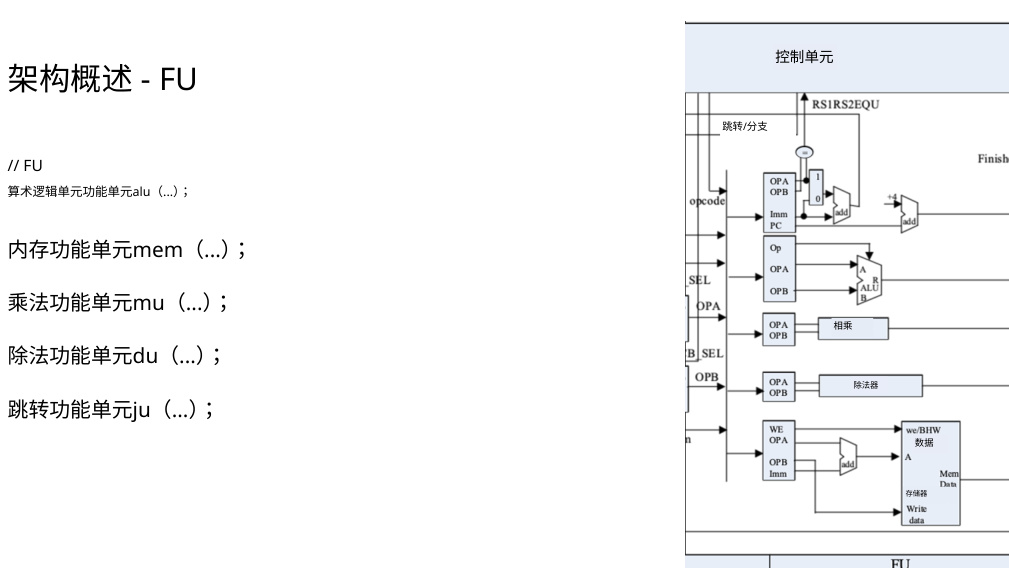 架构概述 - FU
// FU
算术逻辑单元功能单元alu（...）；
内存功能单元mem（...）；
乘法功能单元mu（...）；
除法功能单元du（...）；
跳转功能单元ju（...）；
控制单元
RS1RS2EQU
跳转/分支
=
Finish
OPA
OPB
Imm
PC
1
0
add
+4
add
opcode
Op
OPA
OPB
A
R
ALU
B
SEL
OPA
OPA
OPB
相乘
B_SEL
OPB
OPA
OPB
除法器
WE
OPA
OPB
Imm
add
we/BHW
数据
A
Mem
Data
存储器
Write
data
FU